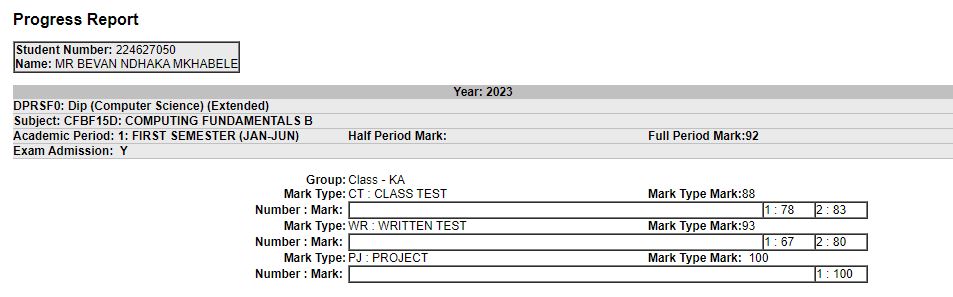 Progress Report
Student Number: 224627050
Name: MR BEVAN NDHAKA MKHABELE
Year: 2023
DPRSF0: Dip (Computer Science) (Extended)
Subject: CFBF15D: COMPUTING FUNDAMENTALS B
Academic Period: 1: FIRST SEMESTER (JAN-JUN) Half Period Mark: Full Period Mark:92
Exam Admission: Y
Group: Class - KA
Mark Type: CT : CLASS TEST Mark Type Mark:88
Number : Mark: 1 : 78 2 : 83
Mark Type: WR : WRITTEN TEST Mark Type Mark:93
Number : Mark: 1 : 67 2 : 80
Mark Type: PJ : PROJECT Mark Type Mark: 100
Number : Mark: 1 : 100